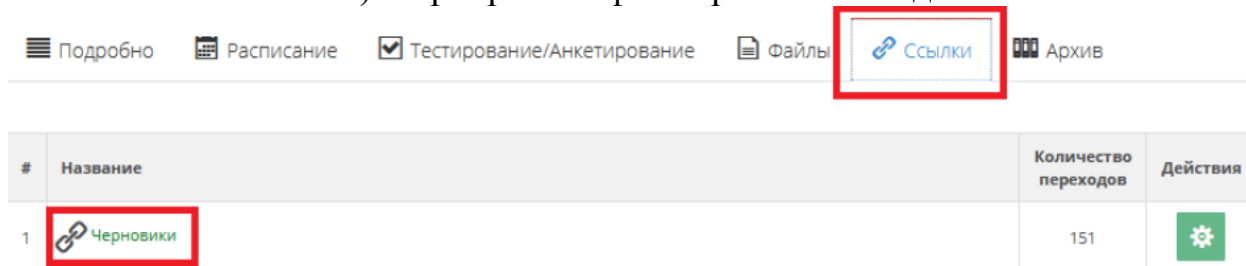 Подробно Расписание Тестирование/Анкетирование Файлы Ссылки Архив
# Название Количество переходов Действия
1 Черновики 151